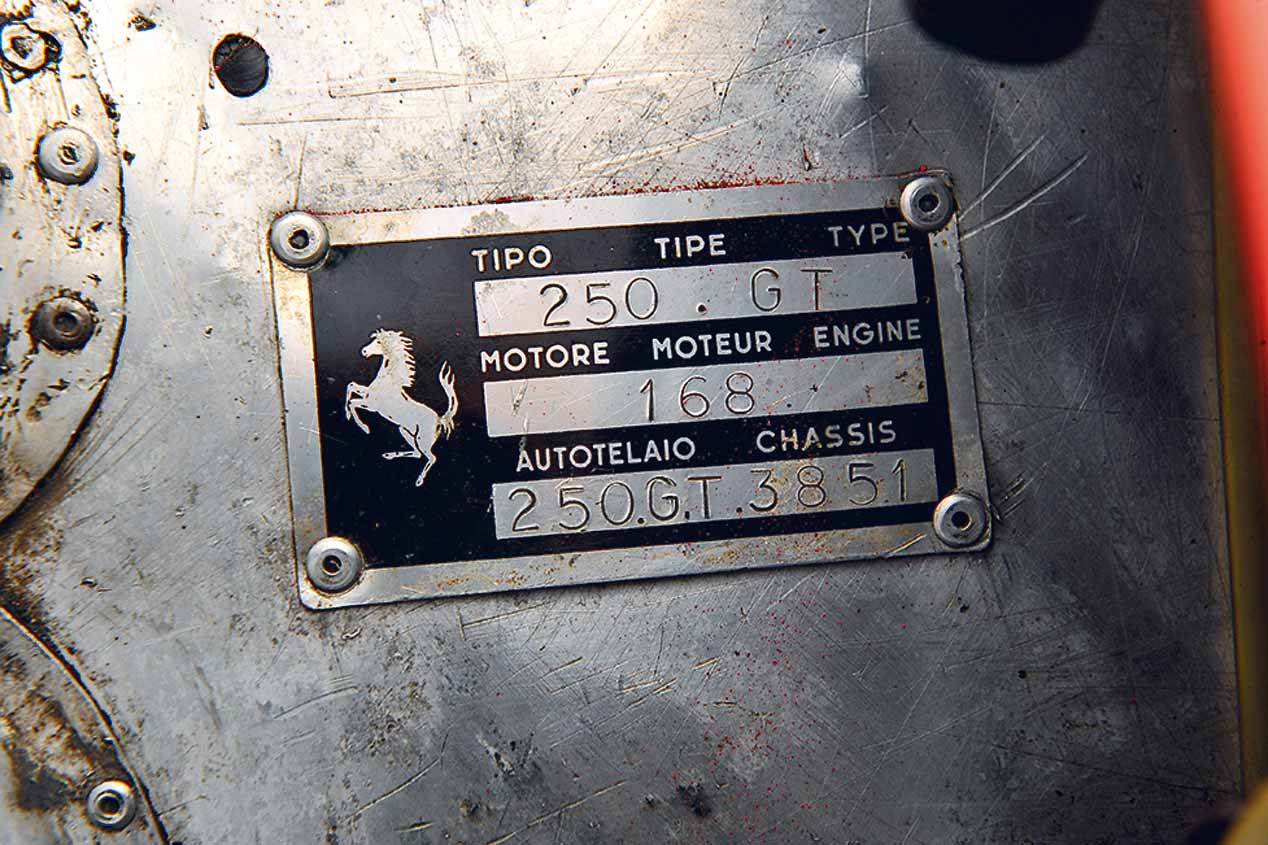 TIPO TIPE TYPE
250 . GT
MOTORE MOTEUR ENGINE
168
AUTOTELAIO CHASSIS
250.G.T.3851